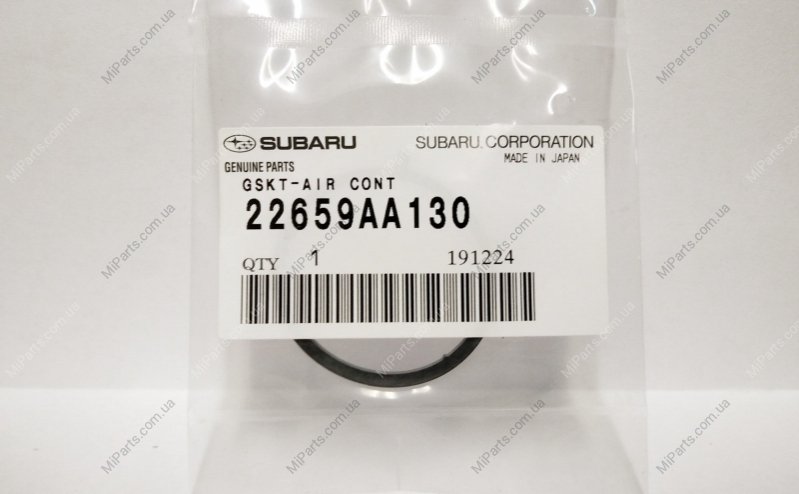 SUBARU SUBARU CORPORATION
GENUINE PARTS MADE IN JAPAN
GSKT-AIR CONT
22659AA130
QTY 1 191224
MiParts.com.ua